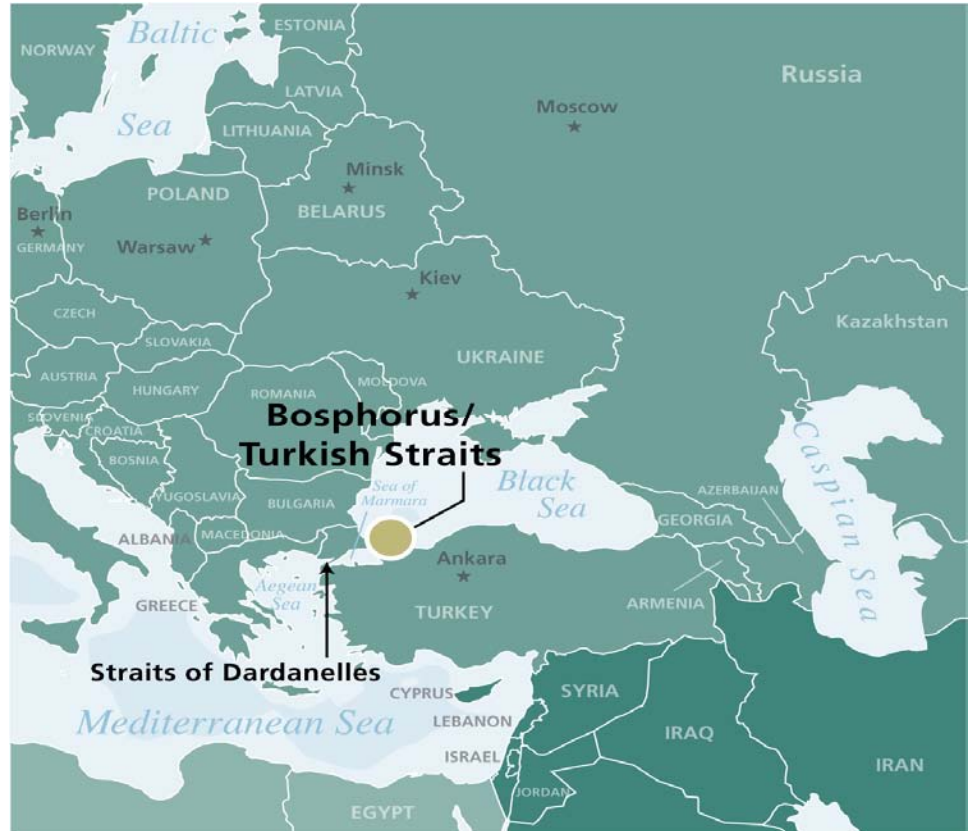 NORWAY
Baltic
Sea
ESTONIA
LATVIA
LITHUANIA
Russia
Moscow
Minsk
BELARUS
POLAND
Berlin
GERMANY
Warsaw
Kiev
UKRAINE
Kazakhstan
CZECH
SLOVAKIA
AUSTRIA
HUNGARY
MOLDOVA
ROMANIA
SLOVENIA
CROATIA
BOSNIA
YUGOSLAVIA
Bosphorus/
Turkish Straits
Sea of
Marmara
Black
Sea
Caspian Sea
BULGARIA
AZERBAIJAN
GEORGIA
ALBANIA
MACEDONIA
Ankara
Aegean
Sea
GREECE
TURKEY
ARMENIA
Straits of Dardanelles
CYPRUS
SYRIA
Mediterranean Sea
LEBANON
IRAQ
ISRAEL
IRAN
JORDAN
EGYPT